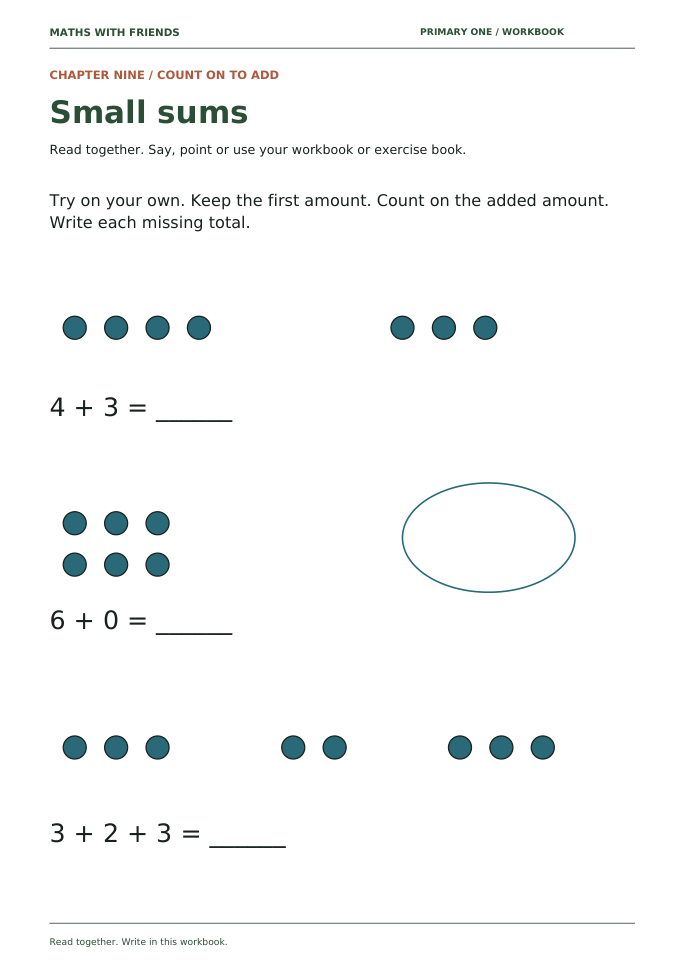 MATHS WITH FRIENDS
PRIMARY ONE / WORKBOOK
CHAPTER NINE / COUNT ON TO ADD
Small sums
Read together. Say, point or use your workbook or exercise book.
Try on your own. Keep the first amount. Count on the added amount.
Write each missing total.
4 + 3 = ______
6 + 0 = ______
3 + 2 + 3 = ______
Read together. Write in this workbook.